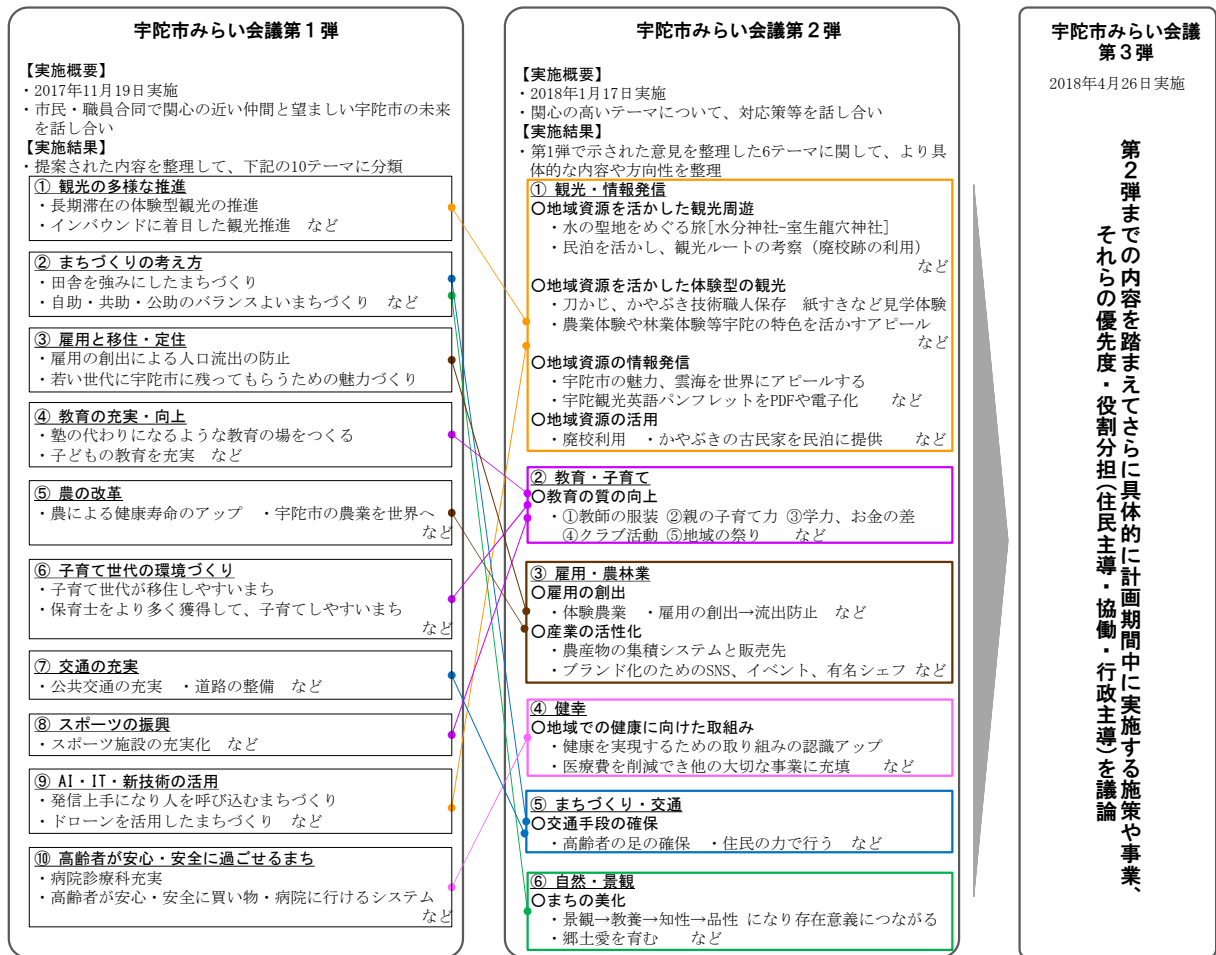 宇陀市みらい会議第1弾
【実施概要】
・2017年11月19日実施
・市民・職員合同で関心の近い仲間と望ましい宇陀市の未来
を話し合い
【実施結果】
・提案された内容を整理して、下記の10テーマに分類
① 観光の多様な推進
・長期滞在の体験型観光の推進
・インバウンドに着目した観光推進 など
② まちづくりの考え方
・田舎を強みにしたまちづくり
・自助・共助・公助のバランスよいまちづくり など
③ 雇用と移住・定住
・雇用の創出による人口流出の防止
・若い世代に宇陀市に残ってもらうための魅力づくり
④ 教育の充実・向上
・塾の代わりになるような教育の場をつくる
・子どもの教育を充実 など
⑤ 農の改革
・農による健康寿命のアップ ・宇陀市の農業を世界へ
など
⑥ 子育て世代の環境づくり
・子育て世代が移住しやすいまち
・保育士をより多く獲得して、子育てしやすいまち
など
⑦ 交通の充実
・公共交通の充実 ・道路の整備 など
⑧ スポーツの振興
・スポーツ施設の充実化 など
⑨ AI・IT・新技術の活用
・発信上手になり人を呼び込むまちづくり
・ドローンを活用したまちづくり など
⑩ 高齢者が安心・安全に過ごせるまち
・病院診療科充実
・高齢者が安心・安全に買い物・病院に行けるシステム
など
宇陀市みらい会議第2弾
【実施概要】
・2018年1月17日実施
・関心の高いテーマについて、対応策等を話し合い
【実施結果】
・第1弾で示された意見を整理した6テーマに関して、より具
体的な内容や方向性を整理
① 観光・情報発信
〇地域資源を活かした観光周遊
・水の聖地をめぐる旅[水分神社-室生龍穴神社]
・民泊を活かし、観光ルートの考察（廃校跡の利用）
など
〇地域資源を活かした体験型の観光
・刀かじ、かやぶき技術職人保存 紙すきなど見学体験
・農業体験や林業体験等宇陀の特色を活かすアピール
など
〇地域資源の情報発信
・宇陀市の魅力、雲海を世界にアピールする
・宇陀観光英語パンフレットをPDFや電子化 など
〇地域資源の活用
・廃校利用 ・かやぶきの古民家を民泊に提供 など
② 教育・子育て
〇教育の質の向上
・①教師の服装 ②親の子育て力 ③学力、お金の差
④クラブ活動 ⑤地域の祭り など
③ 雇用・農林業
〇雇用の創出
・体験農業 ・雇用の創出→流出防止 など
〇産業の活性化
・農産物の集積システムと販売先
・ブランド化のためのSNS、イベント、有名シェフ など
④ 健幸
〇地域での健康に向けた取組み
・健康を実現するための取り組みの認識アップ
・医療費を削減でき他の大切な事業に充填 など
⑤ まちづくり・交通
〇交通手段の確保
・高齢者の足の確保 ・住民の力で行う など
⑥ 自然・景観
〇まちの美化
・景観→教養→知性→品性 になり存在意義につながる
・郷土愛を育む など
宇陀市みらい会議
第3弾
2018年4月26日実施
第2弾までの内容を踏まえてさらに具体的に計画期間中に実施する施策や事業、
それらの優先度・役割分担(住民主導・協働・行政主導)を議論